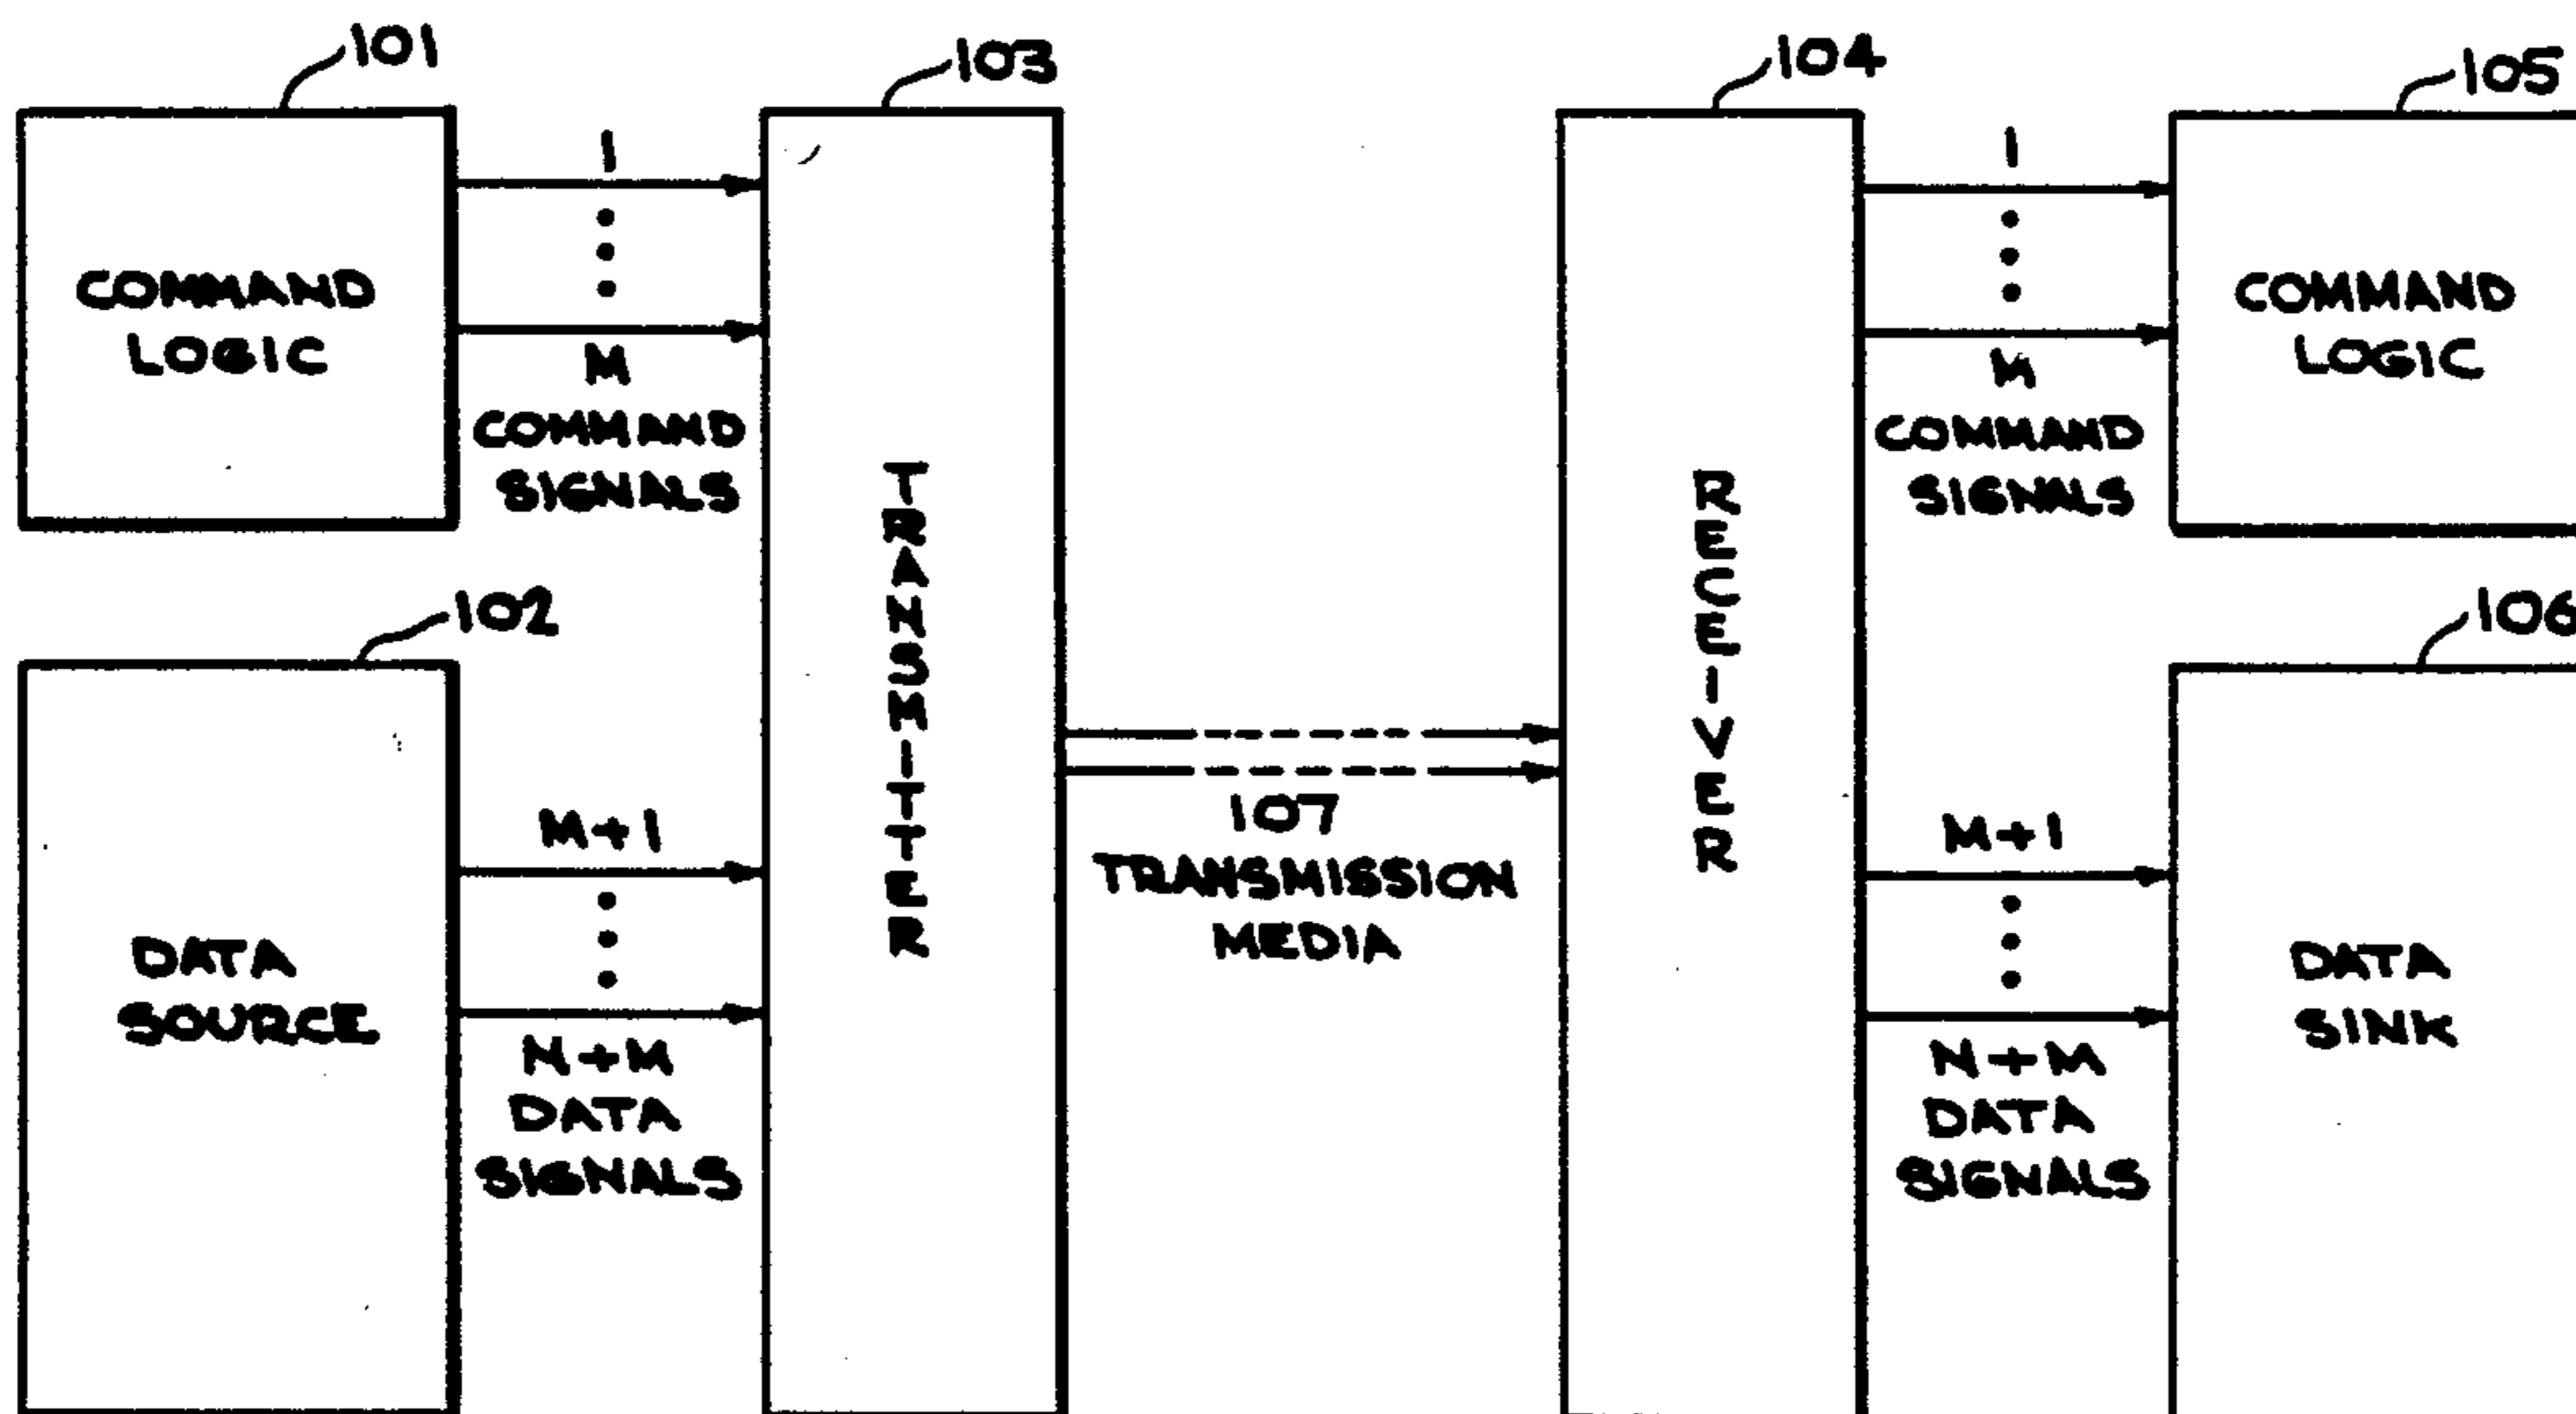 101
103
104
105
COMMAND
LOGIC
1
M
COMMAND
SIGNALS
TRANSMITTER
RECEIVER
1
M
COMMAND
SIGNALS
COMMAND
LOGIC
102
106
DATA
SOURCE
M+1
N+M
DATA
SIGNALS
107
TRANSMISSION
MEDIA
M+1
N+M
DATA
SIGNALS
DATA
SINK